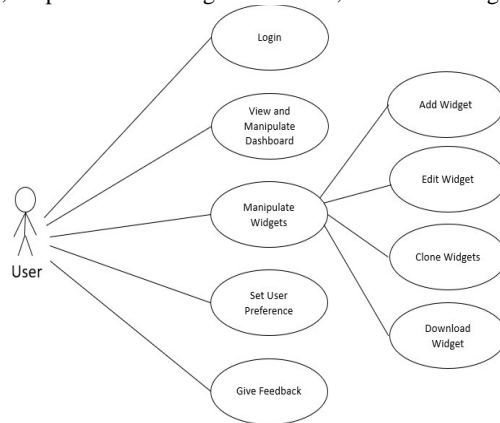 Login
View and
Manipulate
Dashboard
Manipulate
Widgets
Set User
Preference
Give Feedback
User
Add Widget
Edit Widget
Clone Widgets
Download
Widget